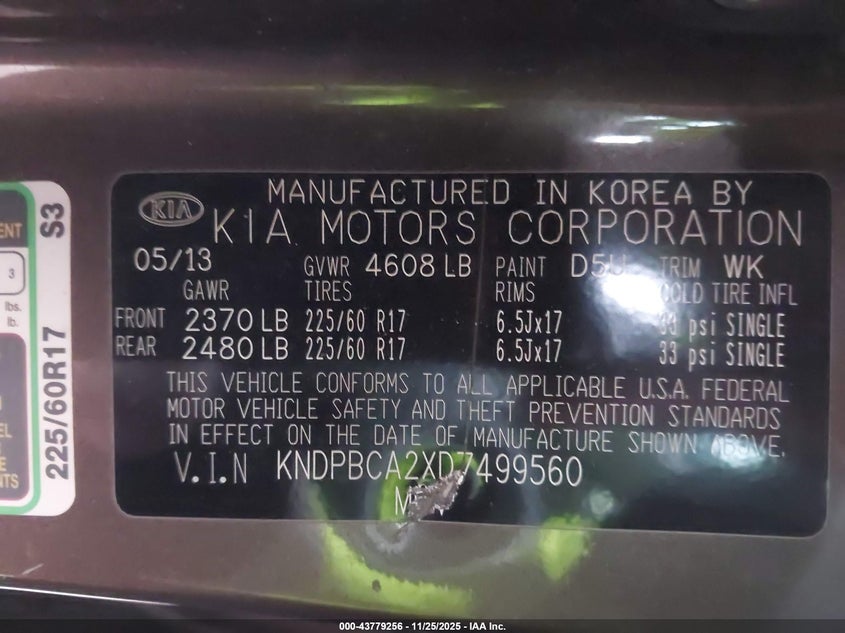 MANUFACTURED IN KOREA BY
KIA
KIA MOTORS CORPORATION
05/13 GVWR 4608 LB PAINT D5U TRIM WK
GAWR TIRES RIMS COLD TIRE INFL
FRONT 2370 LB 225/60 R17 6.5Jx17 33 psi SINGLE
REAR 2480 LB 225/60 R17 6.5Jx17 33 psi SINGLE
THIS VEHICLE CONFORMS TO ALL APPLICABLE U.S.A. FEDERAL
MOTOR VEHICLE SAFETY AND THEFT PREVENTION STANDARDS
IN EFFECT ON THE DATE OF MANUFACTURE SHOWN ABOVE.
V.I.N KNDPBCA2XD7499560
S3
225/60R17
3
lbs.
lb.
000-43779256 - 11/25/2025 - IAA Inc.